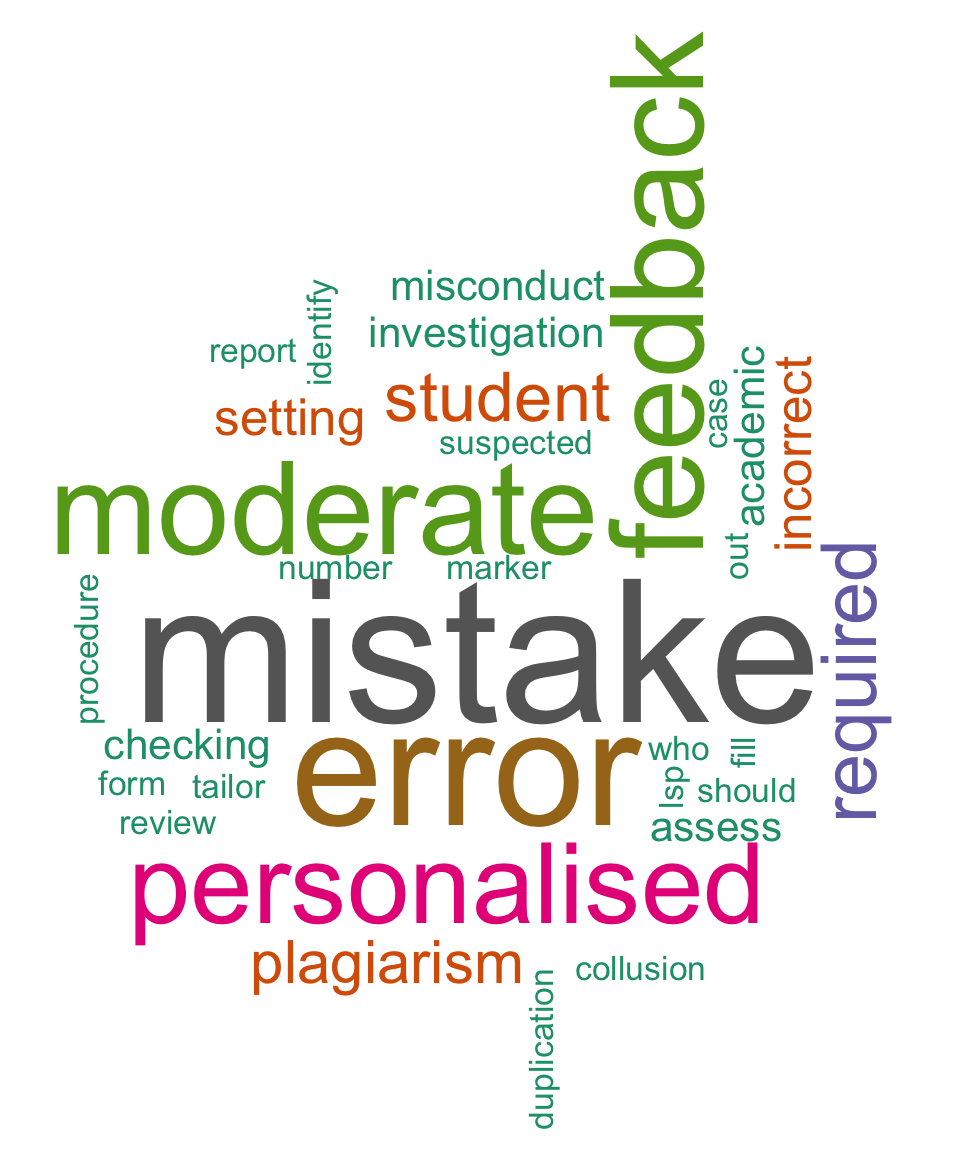 feedback
misconduct
identify
investigation
report
academic
incorrect
student
case
setting
suspected
moderate
out
required
number
marker
procedure
mistake
checking
error
who
fill
lsp
form
tailor
should
review
assess
personalised
plagiarism
collusion
duplication